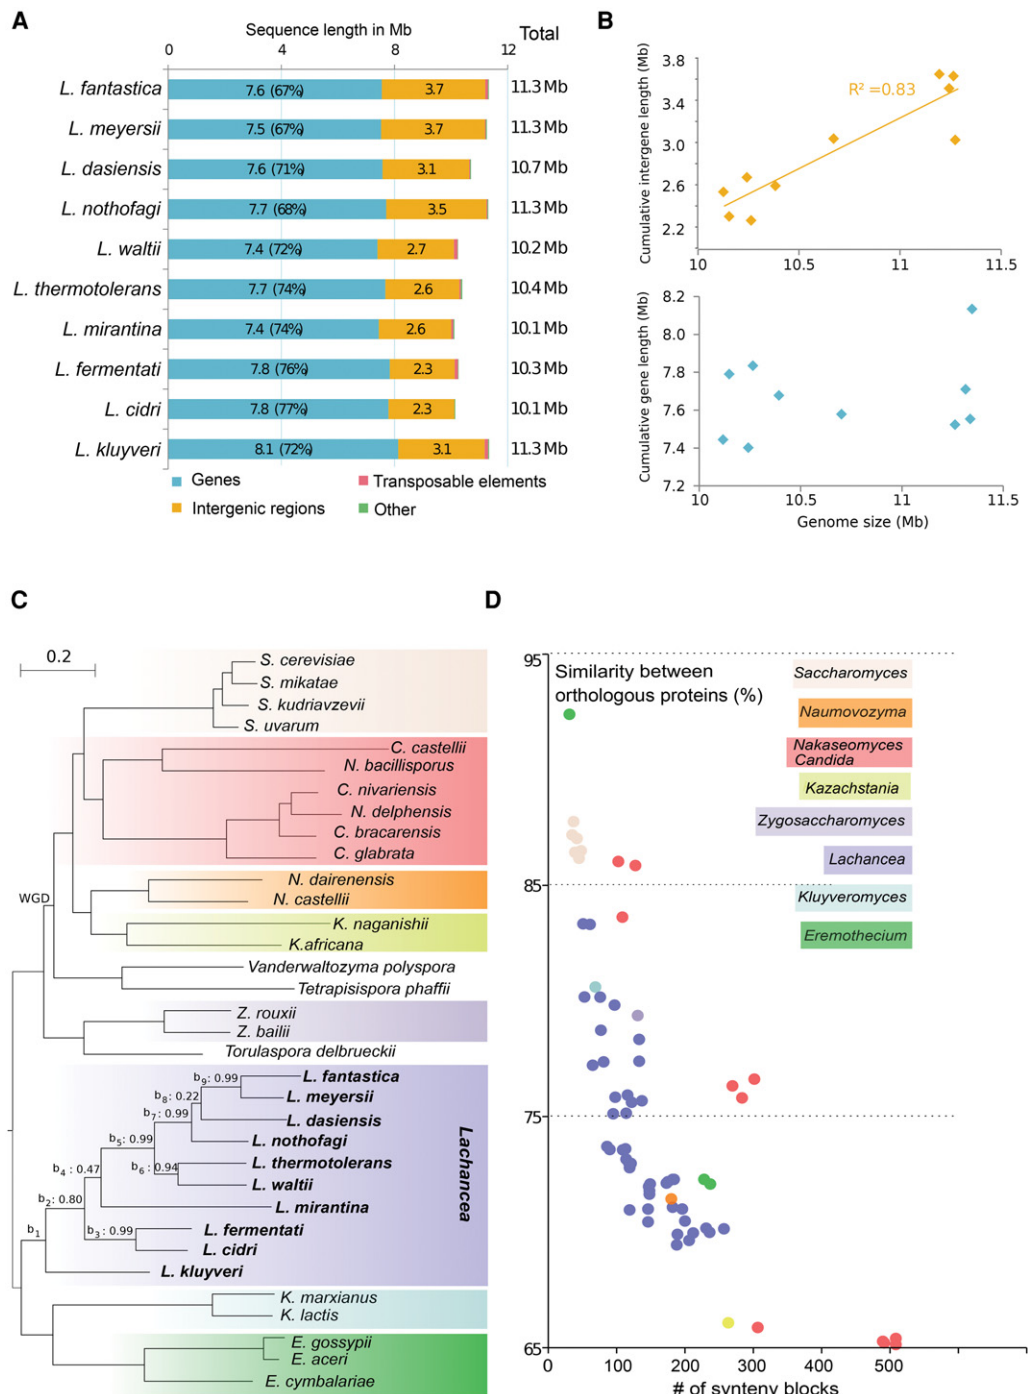 A
Sequence length in Mb
Total
0
4
8
12
L. fantastica
7.6 (67%)
3.7
11.3 Mb
L. meyersii
7.5 (67%)
3.7
11.3 Mb
L. dasiensis
7.6 (71%)
3.1
10.7 Mb
L. nothofagi
7.7 (68%)
3.5
11.3 Mb
L. waltii
7.4 (72%)
2.7
10.2 Mb
L. thermotolerans
7.7 (74%)
2.6
10.4 Mb
L. mirantina
7.4 (74%)
2.6
10.1 Mb
L. fermentati
7.8 (76%)
2.3
10.3 Mb
L. cidri
7.8 (77%)
2.3
10.1 Mb
L. kluyveri
8.1 (72%)
3.1
11.3 Mb
Genes
Transposable elements
Intergenic regions
Other
B
Cumulative intergene length (Mb)
3.8
3.4
3.0
2.6
2.2
R² =0.83
10
10.5
11
11.5
Cumulative gene length (Mb)
8.2
8.0
7.8
7.6
7.4
7.2
10
10.5
11
11.5
Genome size (Mb)
C
0.2
S. cerevisiae
S. mikatae
S. kudriavzevii
S. uvarum
C. castellii
N. bacillisporus
C. nivariensis
N. delphensis
C. bracarensis
C. glabrata
WGD
N. dairenensis
N. castellii
K. naganishii
K.africana
Vanderwaltozyma polyspora
Tetrapisispora phaffii
Z. rouxii
Z. bailii
Torulaspora delbrueckii
b9: 0.99
L. fantastica
b8: 0.22
L. meyersii
b7: 0.99
L. dasiensis
b5: 0.99
L. nothofagi
b6: 0.94
L. thermotolerans
b4: 0.47
L. waltii
b2: 0.80
L. mirantina
b3: 0.99
L. fermentati
b1
L. cidri
L. kluyveri
Lachancea
K. marxianus
K. lactis
E. gossypii
E. aceri
E. cymbalariae
D
95
85
75
65
Similarity between
orthologous proteins (%)
Saccharomyces
Naumovozyma
Nakaseomyces
Candida
Kazachstania
Zygosaccharomyces
Lachancea
Kluyveromyces
Eremothecium
0
100
200
300
400
500
# of synteny blocks